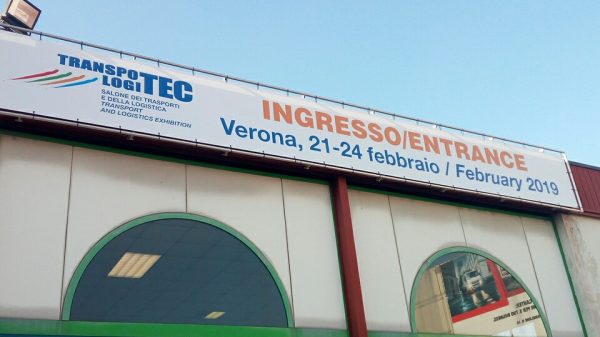 TRANSPO
LOGITEC
SALONE DEI TRASPORTI
E DELLA LOGISTICA
TRANSPORT
AND LOGISTICS EXHIBITION
INGRESSO/ENTRANCE
Verona, 21-24 febbraio / February 2019